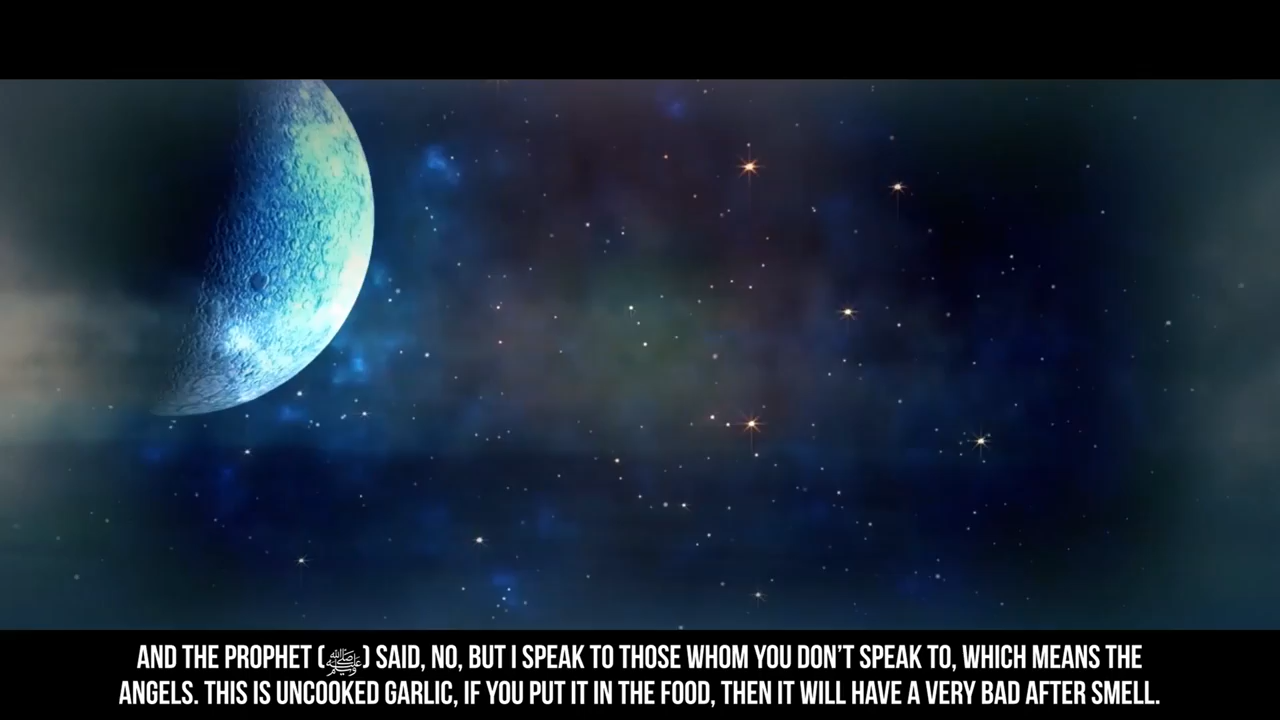 AND THE PROPHET (ﷺ) SAID, NO, BUT I SPEAK TO THOSE WHOM YOU DON'T SPEAK TO, WHICH MEANS THE
ANGELS. THIS IS UNCOOKED GARLIC, IF YOU PUT IT IN THE FOOD, THEN IT WILL HAVE A VERY BAD AFTER SMELL.